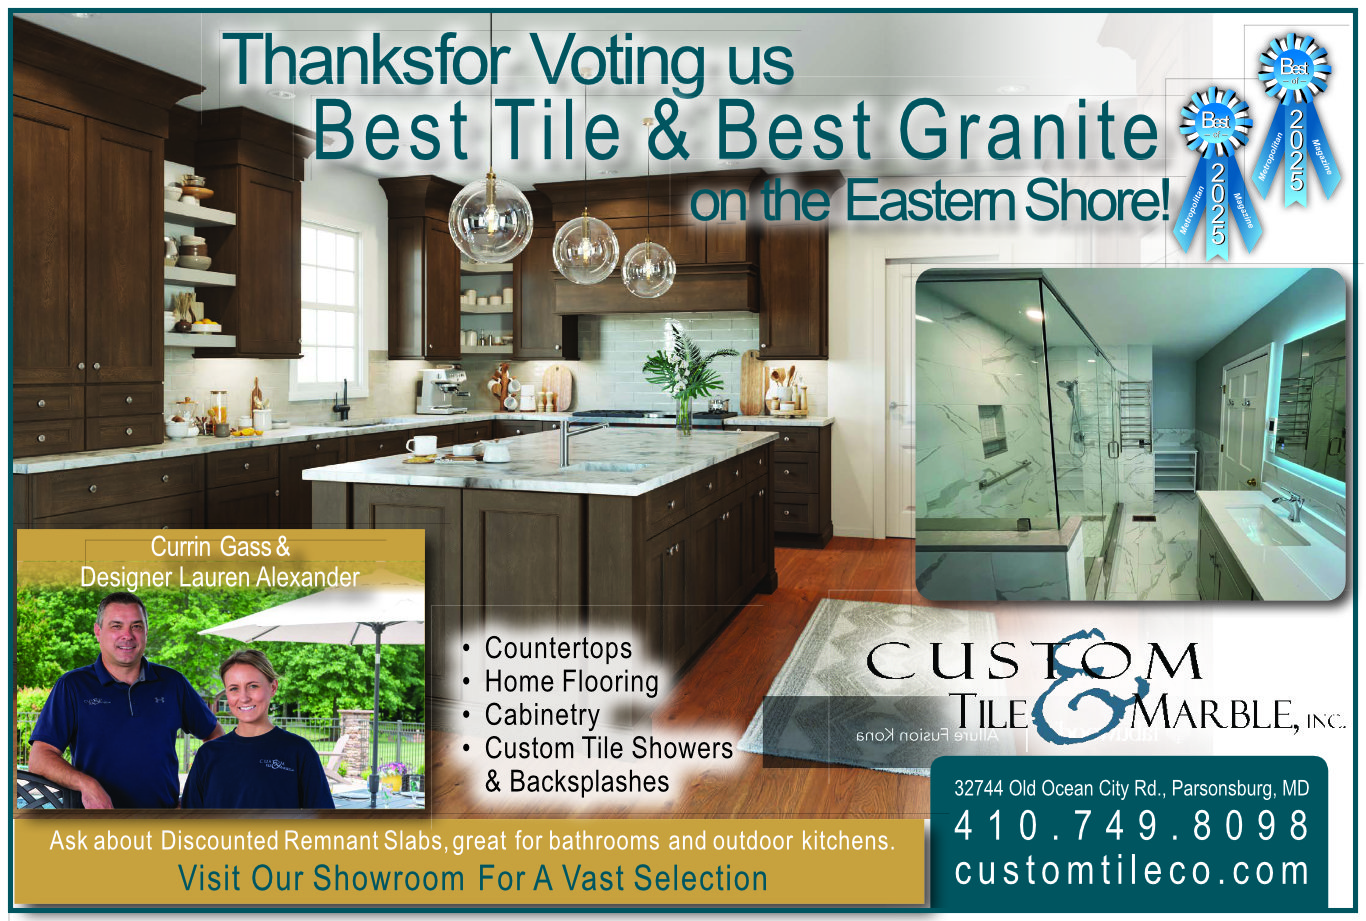 Thanksfor Voting us
Best Tile & Best Granite
on the Eastern Shore!
Best
of
2025
Metropolitan
Magazine
Best
of
2025
Metropolitan
Magazine
Currin Gass &
Designer Lauren Alexander
• Countertops
• Home Flooring
• Cabinetry
• Custom Tile Showers
& Backsplashes
CUSTOM
&
TILE MARBLE, INC.
Allure Fusion Kona
32744 Old Ocean City Rd., Parsonsburg, MD
410.749.8098
customtileco.com
Ask about Discounted Remnant Slabs, great for bathrooms and outdoor kitchens.
Visit Our Showroom For A Vast Selection